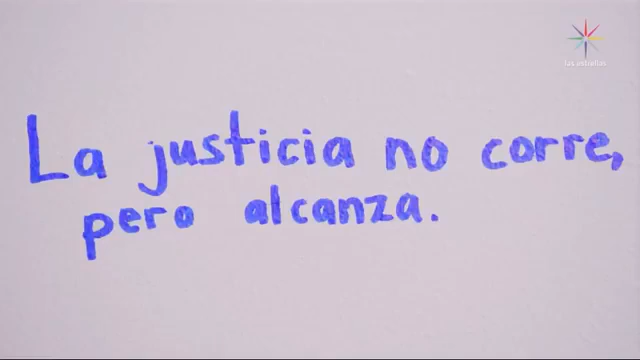 las estrellas
La justicia no corre,
pero alcanza.